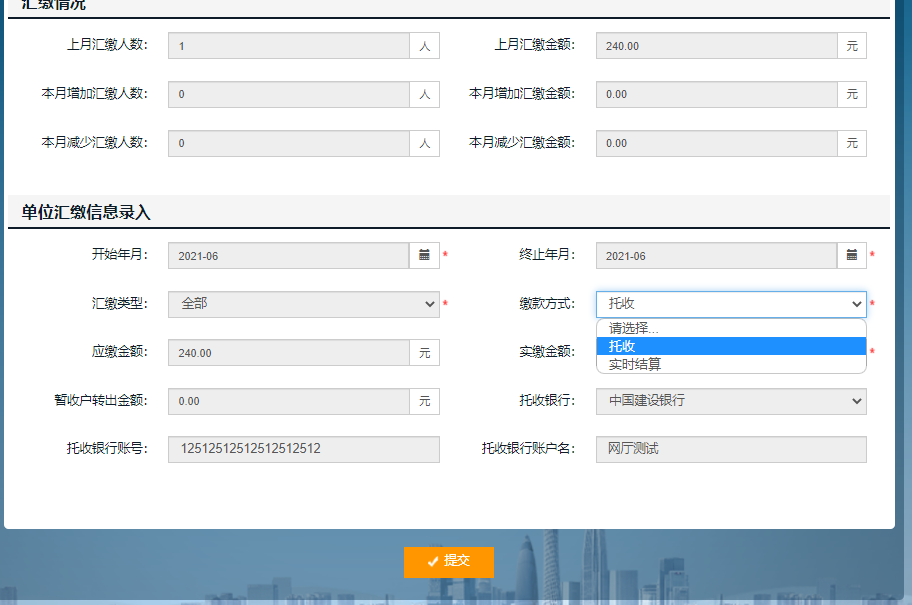 汇缴情况
上月汇缴人数: 1 人 上月汇缴金额: 240.00 元
本月增加汇缴人数: 0 人 本月增加汇缴金额: 0.00 元
本月减少汇缴人数: 0 人 本月减少汇缴金额: 0.00 元
单位汇缴信息录入
开始年月: 2021-06 * 终止年月: 2021-06 *
汇缴类型: 全部 * 缴款方式: 托收 *
请选择...
托收
实时结算
应缴金额: 240.00 元 实缴金额: *
暂收户转出金额: 0.00 元 托收银行: 中国建设银行
托收银行账号: 12512512512512512512 托收银行账户名: 网厅测试
提交